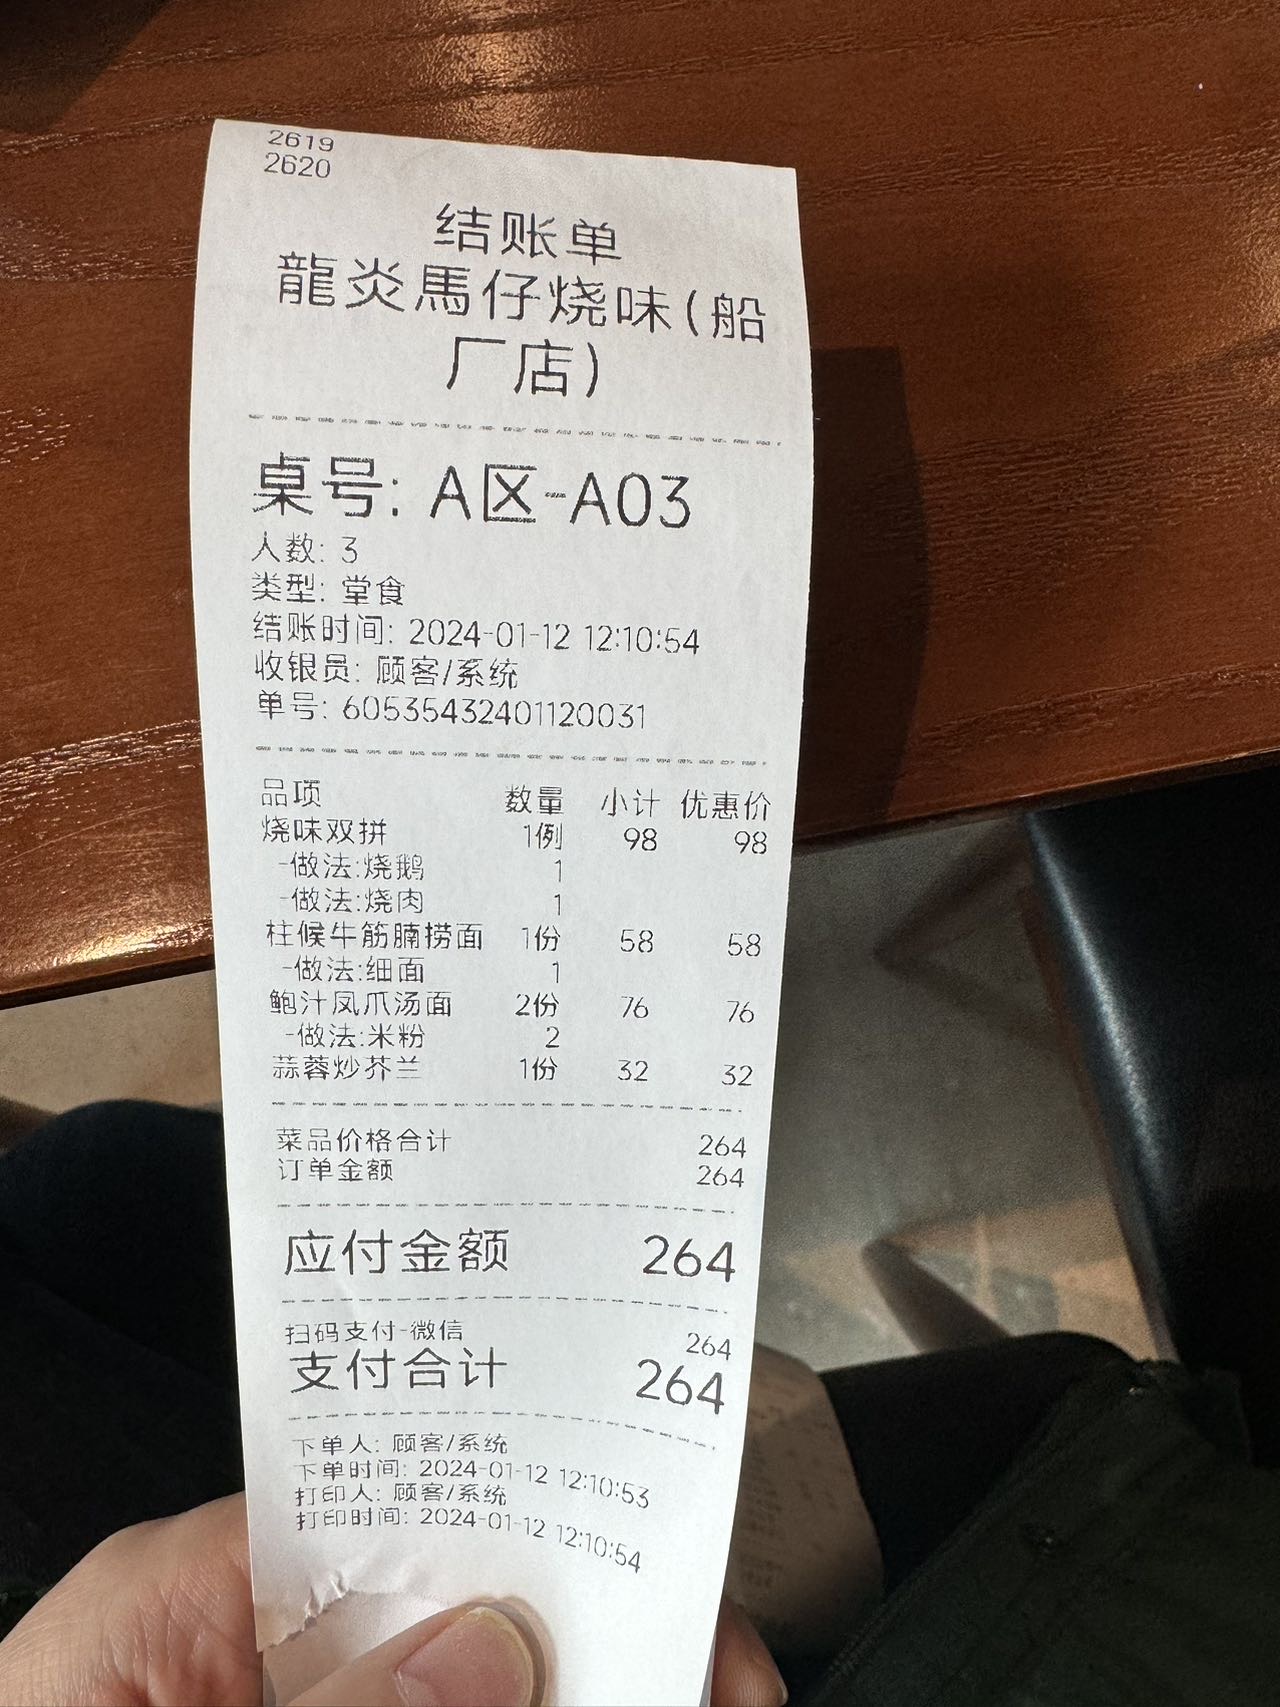 2619
2620
结账单
龍炎馬仔烧味(船
厂店)
桌号: A区-A03
人数: 3
类型: 堂食
结账时间: 2024-01-12 12:10:54
收银员: 顾客/系统
单号: 60535432401120031
品项 数量 小计 优惠价
烧味双拼 1例 98 98
-做法:烧鹅 1
-做法:烧肉 1
柱候牛筋腩捞面 1份 58 58
-做法:细面 1
鲍汁凤爪汤面 2份 76 76
-做法:米粉 2
蒜蓉炒芥兰 1份 32 32
菜品价格合计 264
订单金额 264
应付金额 264
扫码支付-微信 264
支付合计 264
下单人: 顾客/系统
下单时间: 2024-01-12 12:10:53
打印人: 顾客/系统
打印时间: 2024-01-12 12:10:54